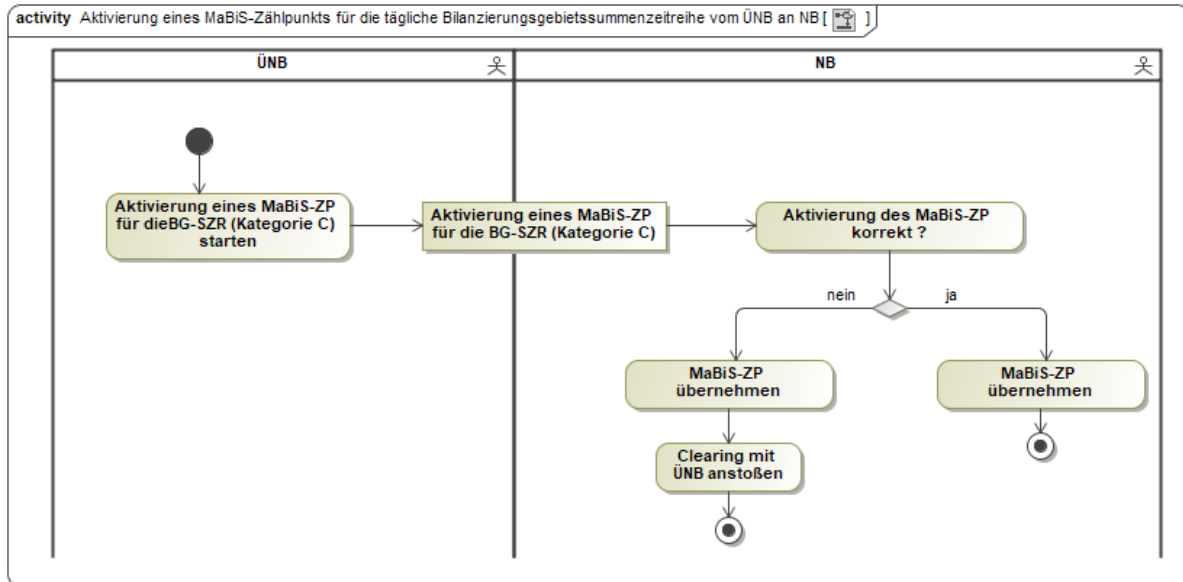 activity Aktivierung eines MaBiS-Zählpunkts für die tägliche Bilanzierungsgebietssummenzeitreihe vom ÜNB an NB [ ]
ÜNB
NB
Aktivierung eines MaBiS-ZP
für dieBG-SZR (Kategorie C)
starten
Aktivierung eines MaBiS-ZP
für die BG-SZR (Kategorie C)
Aktivierung des MaBiS-ZP
korrekt ?
nein
ja
MaBiS-ZP
übernehmen
MaBiS-ZP
übernehmen
Clearing mit
ÜNB anstoßen